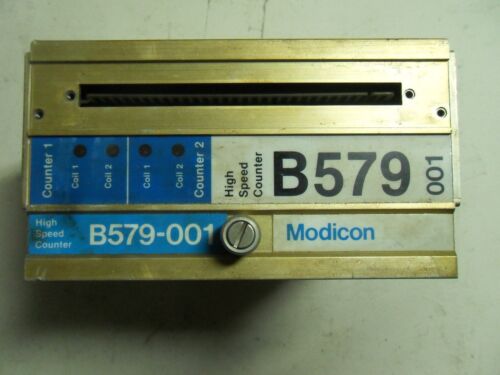 Counter 1
Coil 1
Coil 2
Coil 1
Coil 2
Counter 2
High
Speed
Counter
B579
001
High
Speed
Counter
B579-001
Modicon